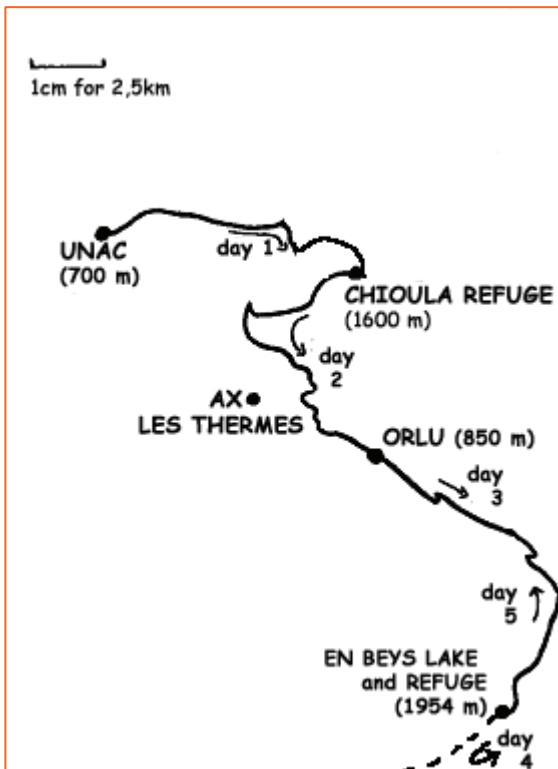 1cm for 2,5km
UNAC
(700 m)
day 1
CHIOULA REFUGE
(1600 m)
day
2
AX
LES THERMES
ORLU (850 m)
day
3
day
5
EN BEYS LAKE
and REFUGE
(1954 m)
day
4